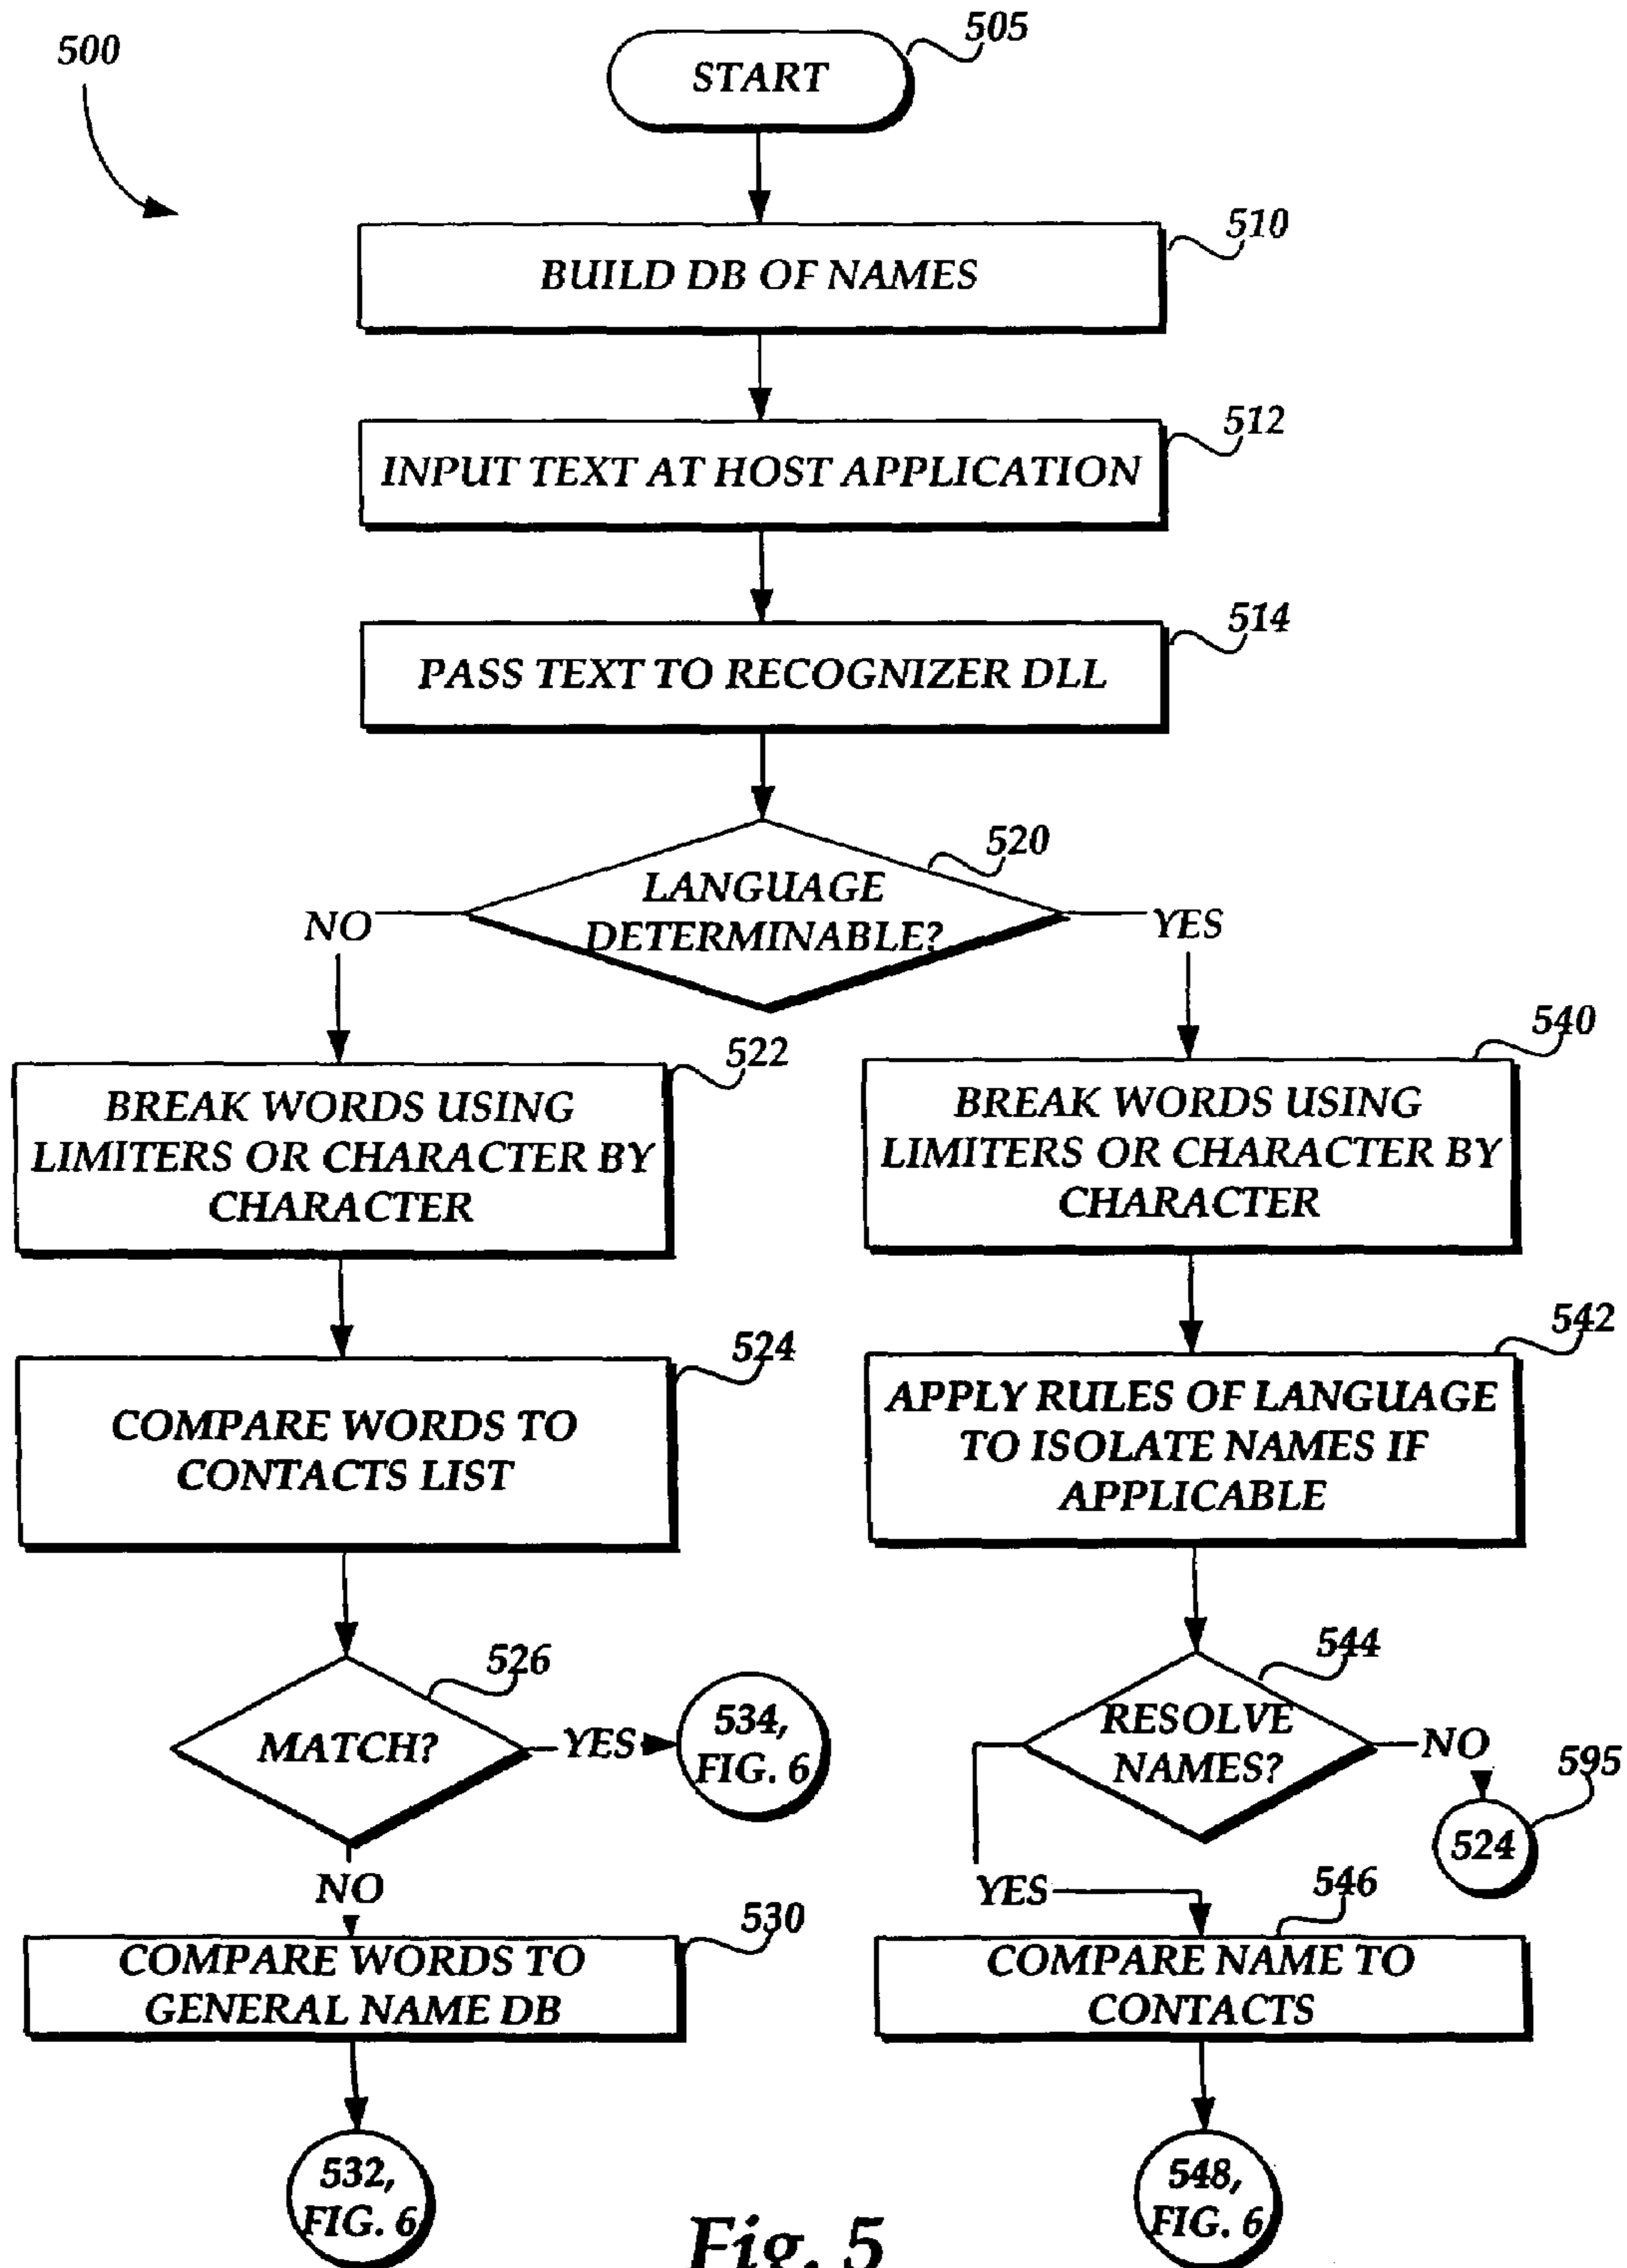 500
505
START
510
BUILD DB OF NAMES
512
INPUT TEXT AT HOST APPLICATION
514
PASS TEXT TO RECOGNIZER DLL
520
LANGUAGE
DETERMINABLE?
NO
YES
522
BREAK WORDS USING
LIMITERS OR CHARACTER BY
CHARACTER
540
BREAK WORDS USING
LIMITERS OR CHARACTER BY
CHARACTER
524
COMPARE WORDS TO
CONTACTS LIST
542
APPLY RULES OF LANGUAGE
TO ISOLATE NAMES IF
APPLICABLE
526
MATCH?
YES
534,
FIG. 6
544
RESOLVE
NAMES?
NO
595
524
NO
YES
546
530
COMPARE WORDS TO
GENERAL NAME DB
COMPARE NAME TO
CONTACTS
532,
FIG. 6
548,
FIG. 6
Fig. 5